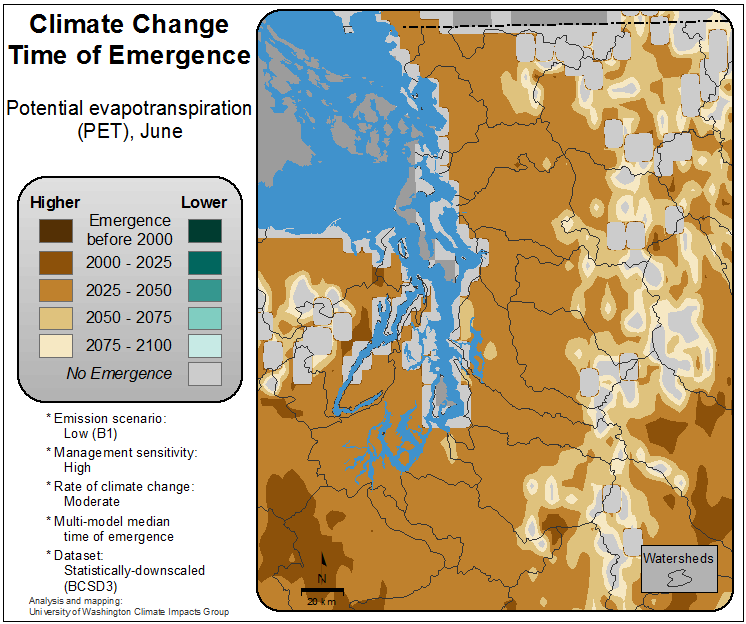 Climate Change
Time of Emergence
Potential evapotranspiration
(PET), June
Higher Lower
Emergence
before 2000
2000 - 2025
2025 - 2050
2050 - 2075
2075 - 2100
No Emergence
* Emission scenario:
Low (B1)
* Management sensitivity:
High
* Rate of climate change:
Moderate
* Multi-model median
time of emergence
* Dataset:
Statistically-downscaled
(BCSD3)
Analysis and mapping:
University of Washington Climate Impacts Group
N
20 km
Watersheds